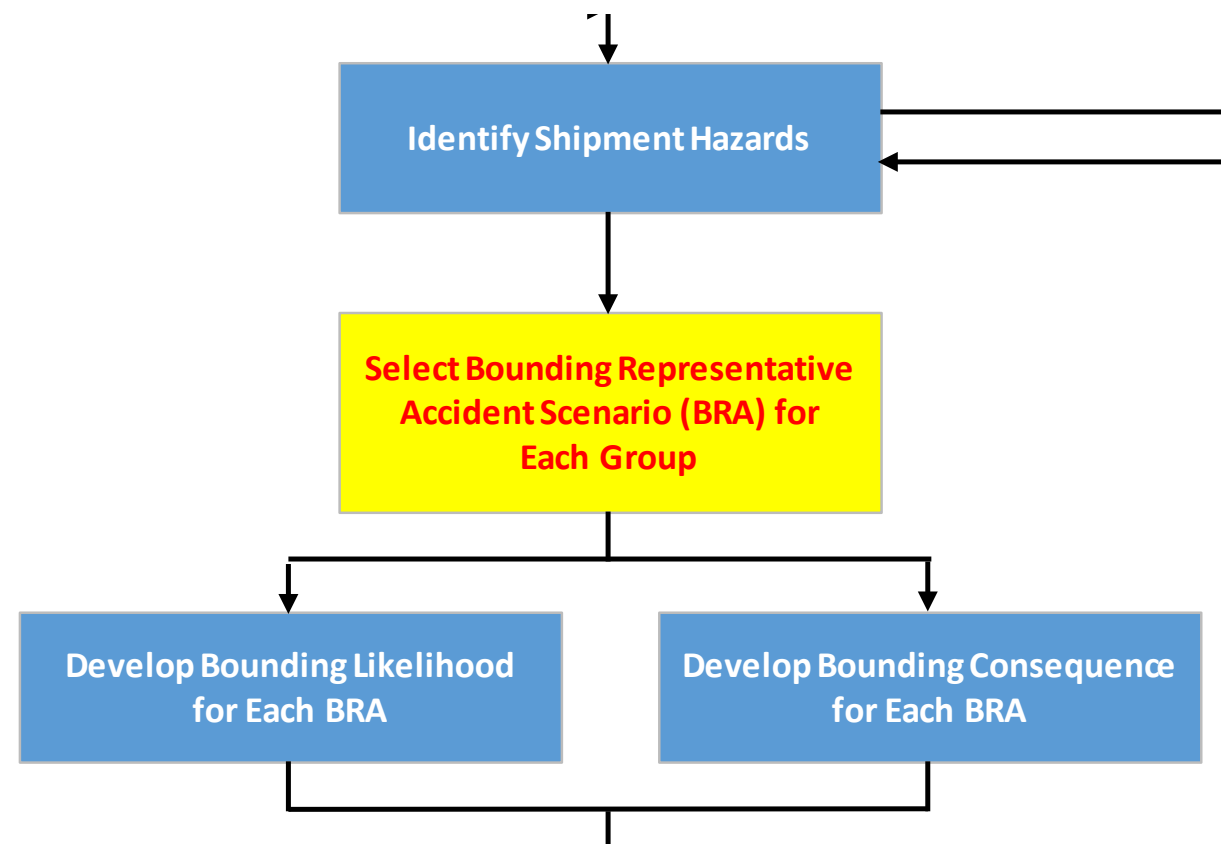 Identify Shipment Hazards
Select Bounding Representative
Accident Scenario (BRA) for
Each Group
Develop Bounding Likelihood
for Each BRA
Develop Bounding Consequence
for Each BRA